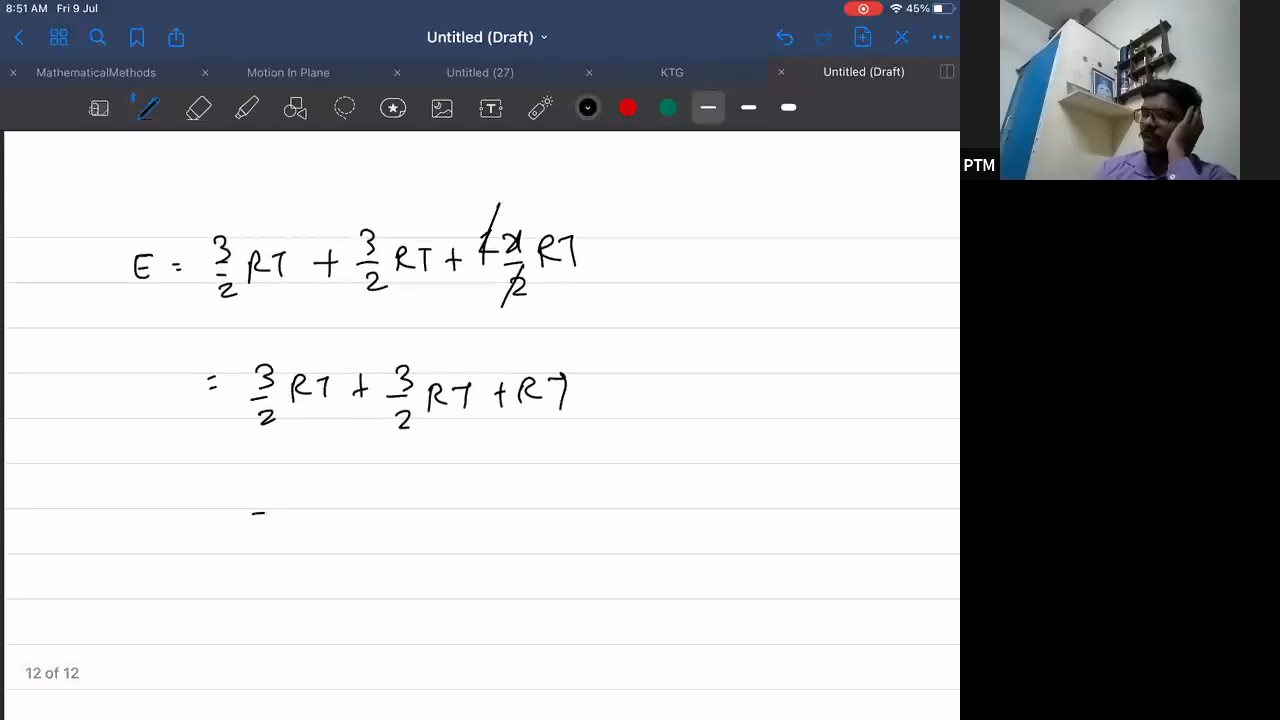 8:51 AM Fri 9 Jul
45%
Untitled (Draft)
MathematicalMethods
Motion In Plane
Untitled (27)
KTG
Untitled (Draft)
PTM
E = 3/2 RT + 3/2 RT + 2/2 RT
= 3/2 RT + 3/2 RT + RT
12 of 12